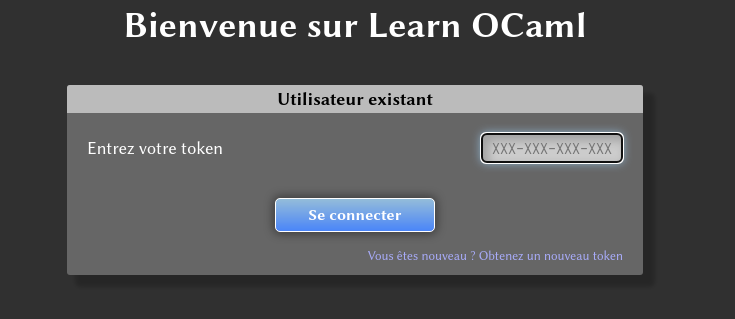 Bienvenue sur Learn OCaml
Utilisateur existant
Entrez votre token
XXX-XXX-XXX-XXX
Se connecter
Vous êtes nouveau ? Obtenez un nouveau token